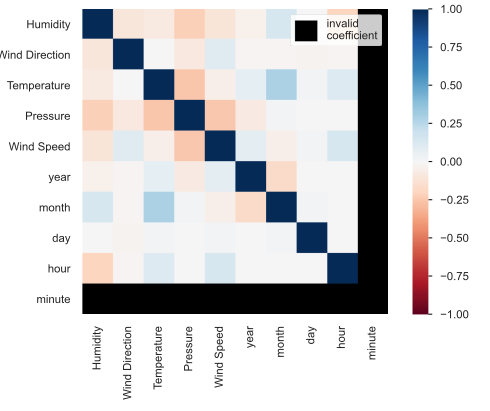 Humidity
Wind Direction
Temperature
Pressure
Wind Speed
year
month
day
hour
minute
invalid
coefficient
1.00
0.75
0.50
0.25
0.00
−0.25
−0.50
−0.75
−1.00
Humidity
Wind Direction
Temperature
Pressure
Wind Speed
year
month
day
hour
minute